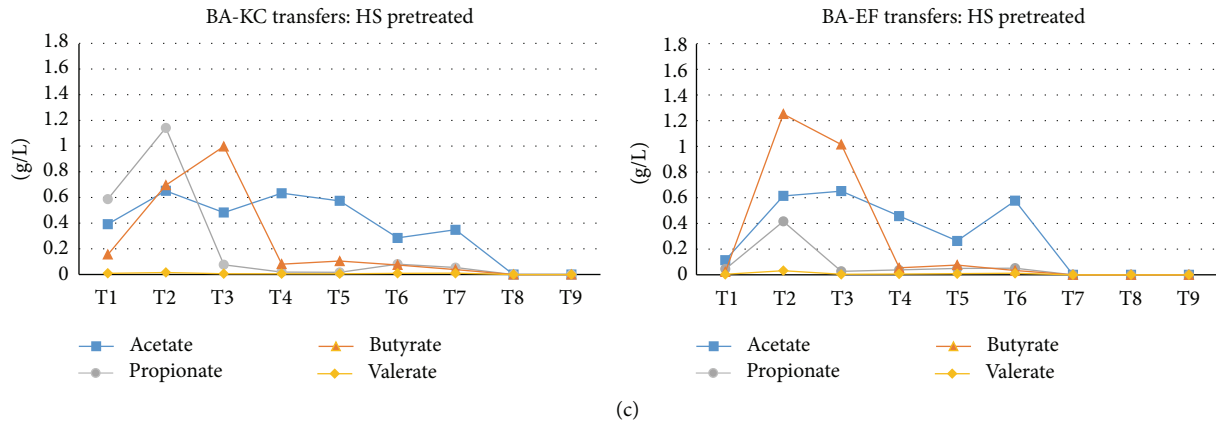 BA-KC transfers: HS pretreated
1.8
1.6
1.4
1.2
1
0.8
0.6
0.4
0.2
0
(g/L)
T1 T2 T3 T4 T5 T6 T7 T8 T9
Acetate Butyrate
Propionate Valerate
BA-EF transfers: HS pretreated
1.8
1.6
1.4
1.2
1
0.8
0.6
0.4
0.2
0
(g/L)
T1 T2 T3 T4 T5 T6 T7 T8 T9
Acetate Butyrate
Propionate Valerate
(c)